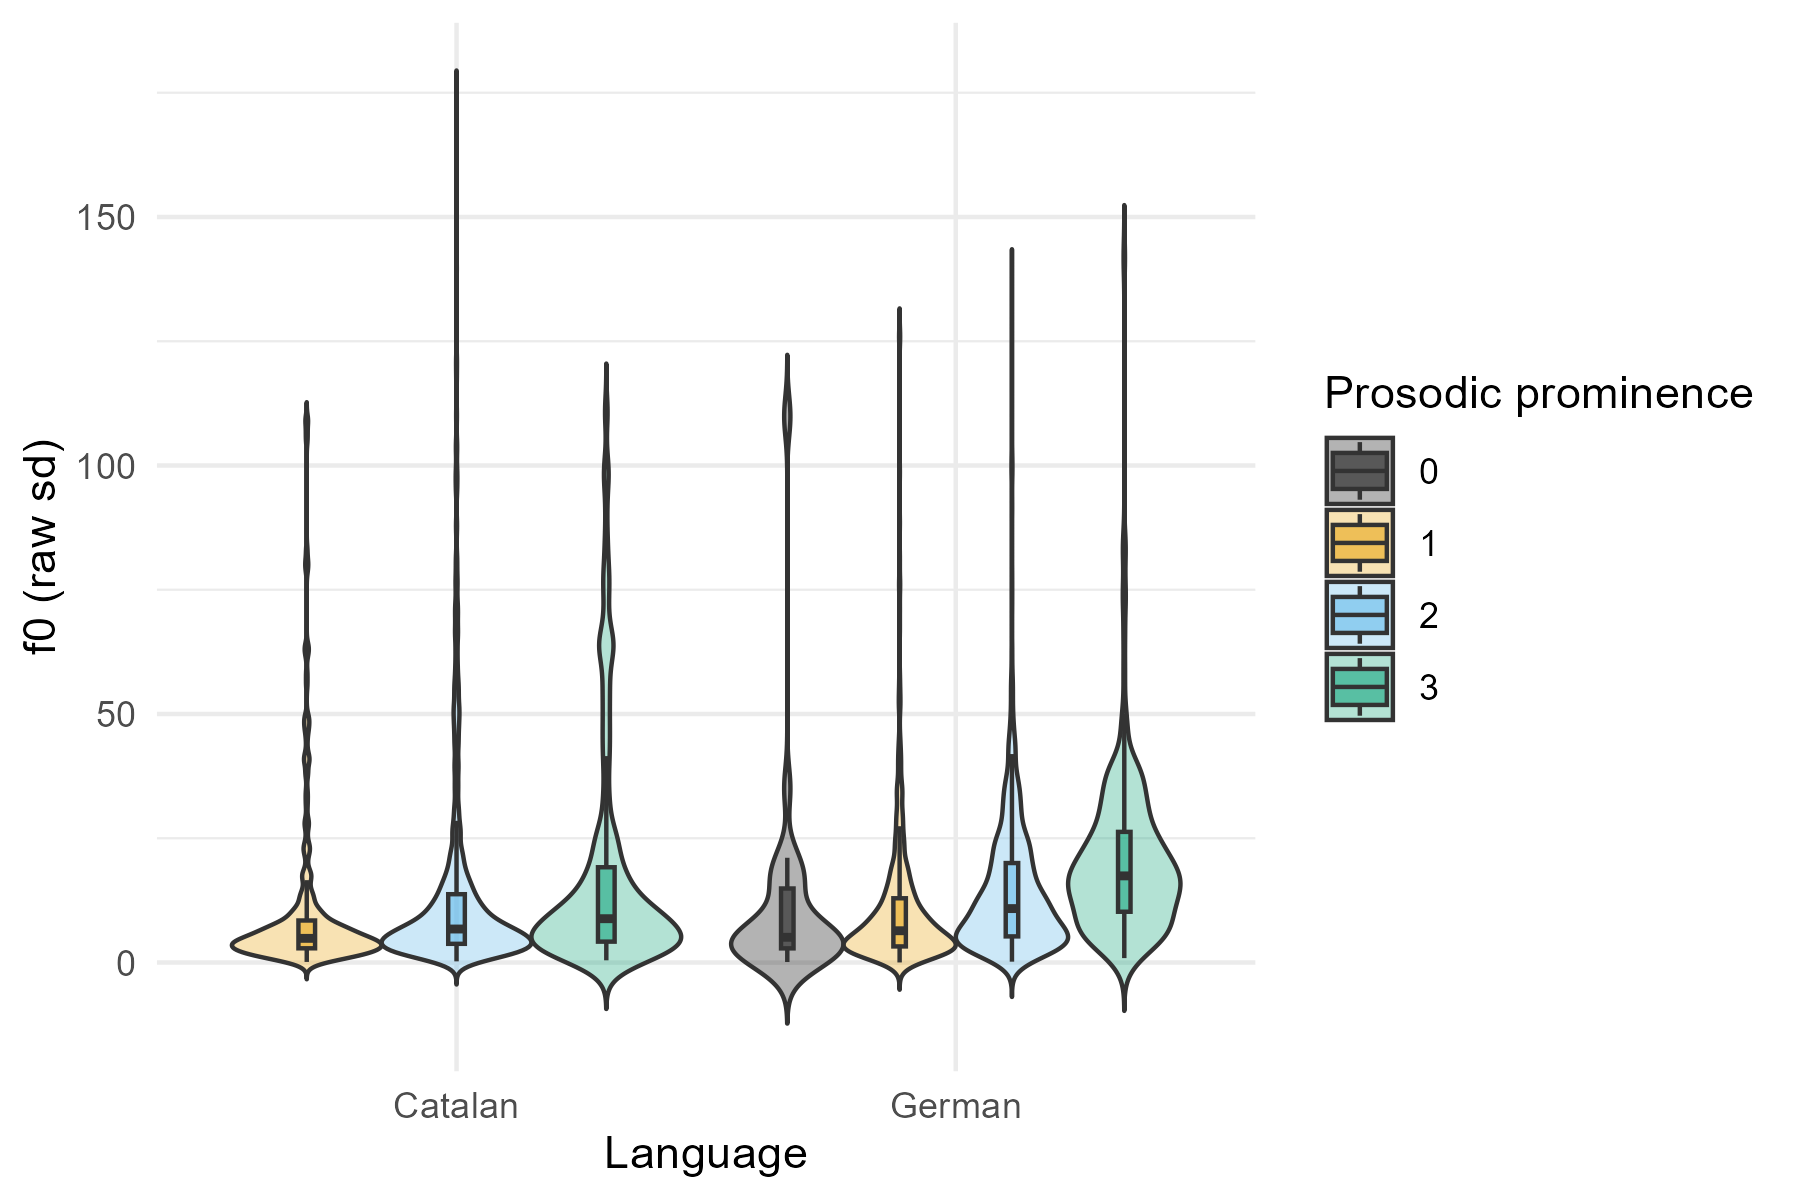 f0 (raw sd)
150
100
50
0
Catalan
German
Language
Prosodic prominence
0
1
2
3